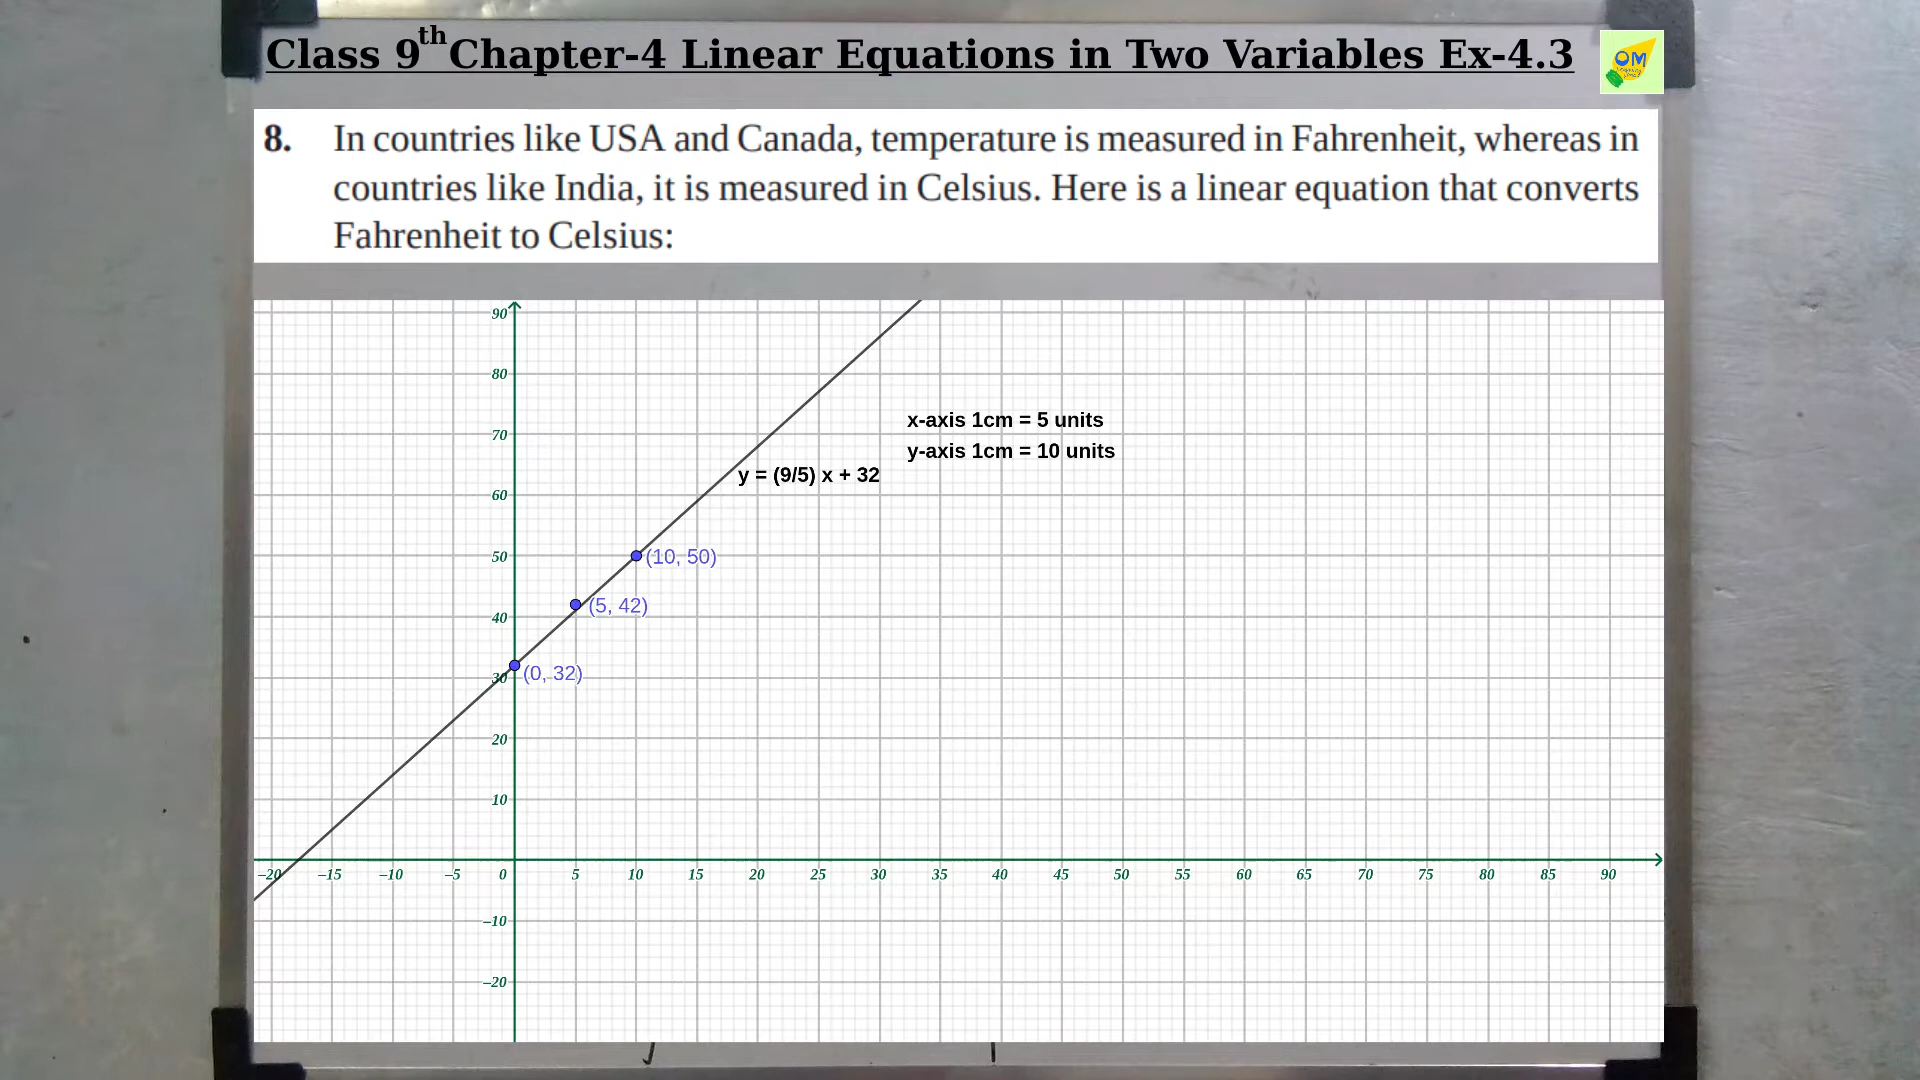 Class 9th Chapter-4 Linear Equations in Two Variables Ex-4.3
OM
8. In countries like USA and Canada, temperature is measured in Fahrenheit, whereas in
countries like India, it is measured in Celsius. Here is a linear equation that converts
Fahrenheit to Celsius:
90
80
x-axis 1cm = 5 units
70
y-axis 1cm = 10 units
y = (9/5) x + 32
60
50
(10, 50)
(5, 42)
40
30
(0, 32)
20
10
–20 –15 –10 –5 0 5 10 15 20 25 30 35 40 45 50 55 60 65 70 75 80 85 90
–10
–20